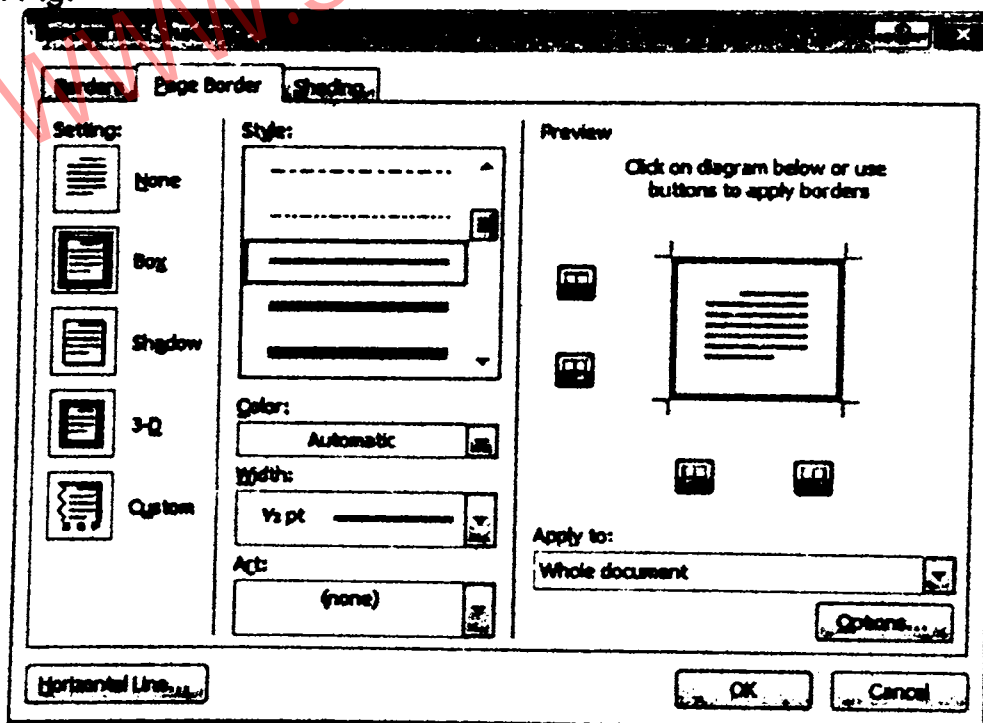 Borders Page Border Shading
Setting:
None
Box
Shadow
3-D
Custom
Style:
Color:
Automatic
Width:
½ pt
Art:
(none)
Preview
Click on diagram below or use
buttons to apply borders
Apply to:
Whole document
Options...
Horizontal Line...
OK Cancel